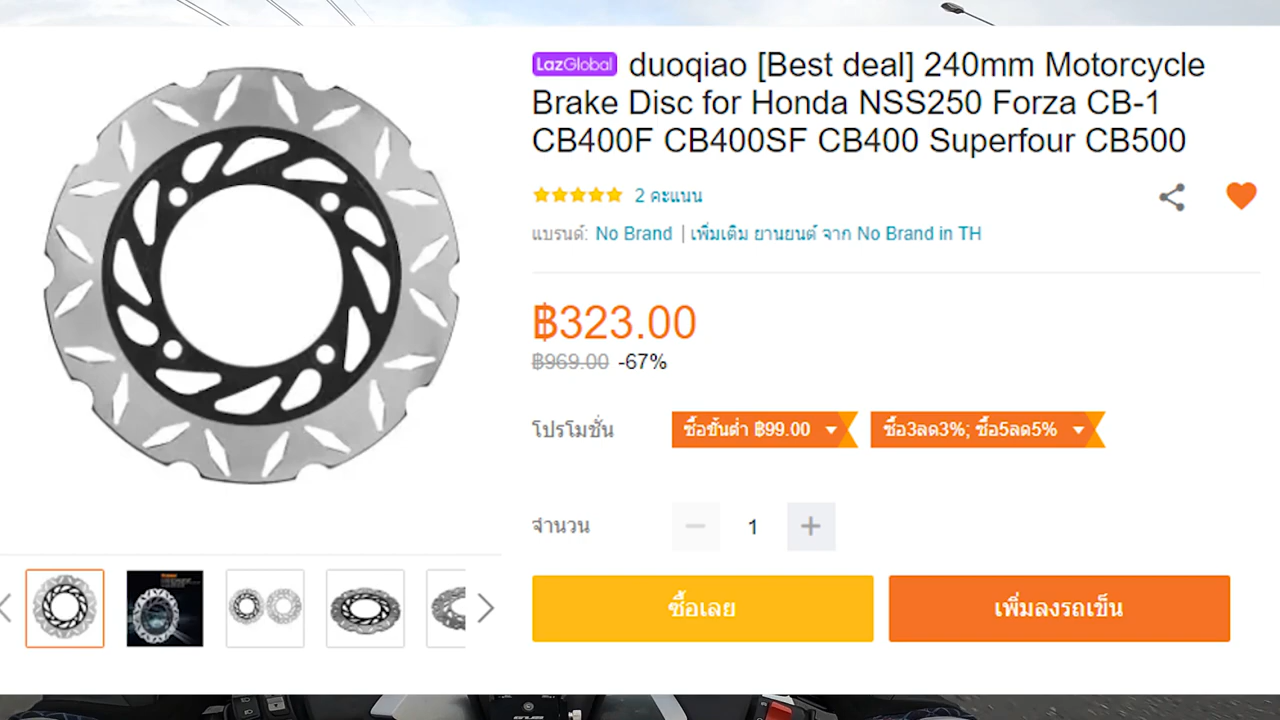 LazGlobal duoqiao [Best deal] 240mm Motorcycle
Brake Disc for Honda NSS250 Forza CB-1
CB400F CB400SF CB400 Superfour CB500
2 คะแนน
แบรนด์: No Brand | เพิ่มเติม ยานยนต์ จาก No Brand in TH
฿323.00
฿969.00 -67%
โปรโมชั่น ซื้อขั้นต่ำ ฿99.00 ซื้อ3ลด3%; ซื้อ5ลด5%
จำนวน 1
ซื้อเลย เพิ่มลงรถเข็น